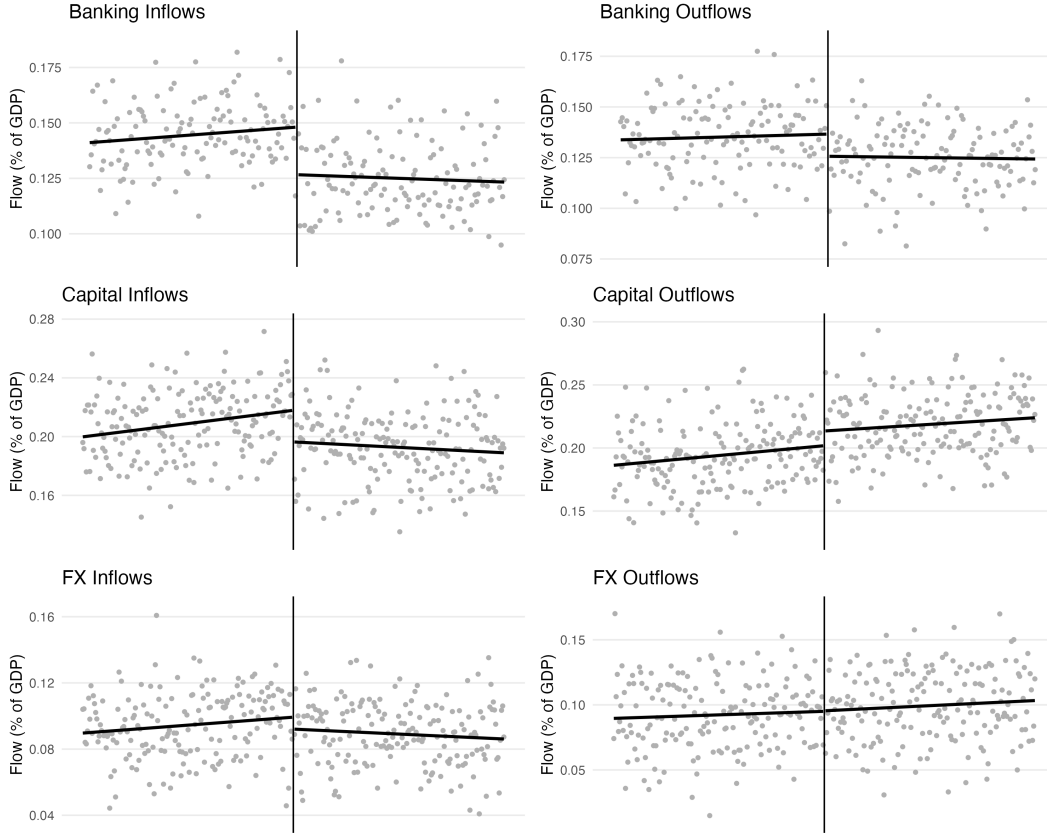 Banking Inflows
Flow (% of GDP)
0.175
0.150
0.125
0.100
Banking Outflows
Flow (% of GDP)
0.175
0.150
0.125
0.100
0.075
Capital Inflows
Flow (% of GDP)
0.28
0.24
0.20
0.16
Capital Outflows
Flow (% of GDP)
0.30
0.25
0.20
0.15
FX Inflows
Flow (% of GDP)
0.16
0.12
0.08
0.04
FX Outflows
Flow (% of GDP)
0.15
0.10
0.05